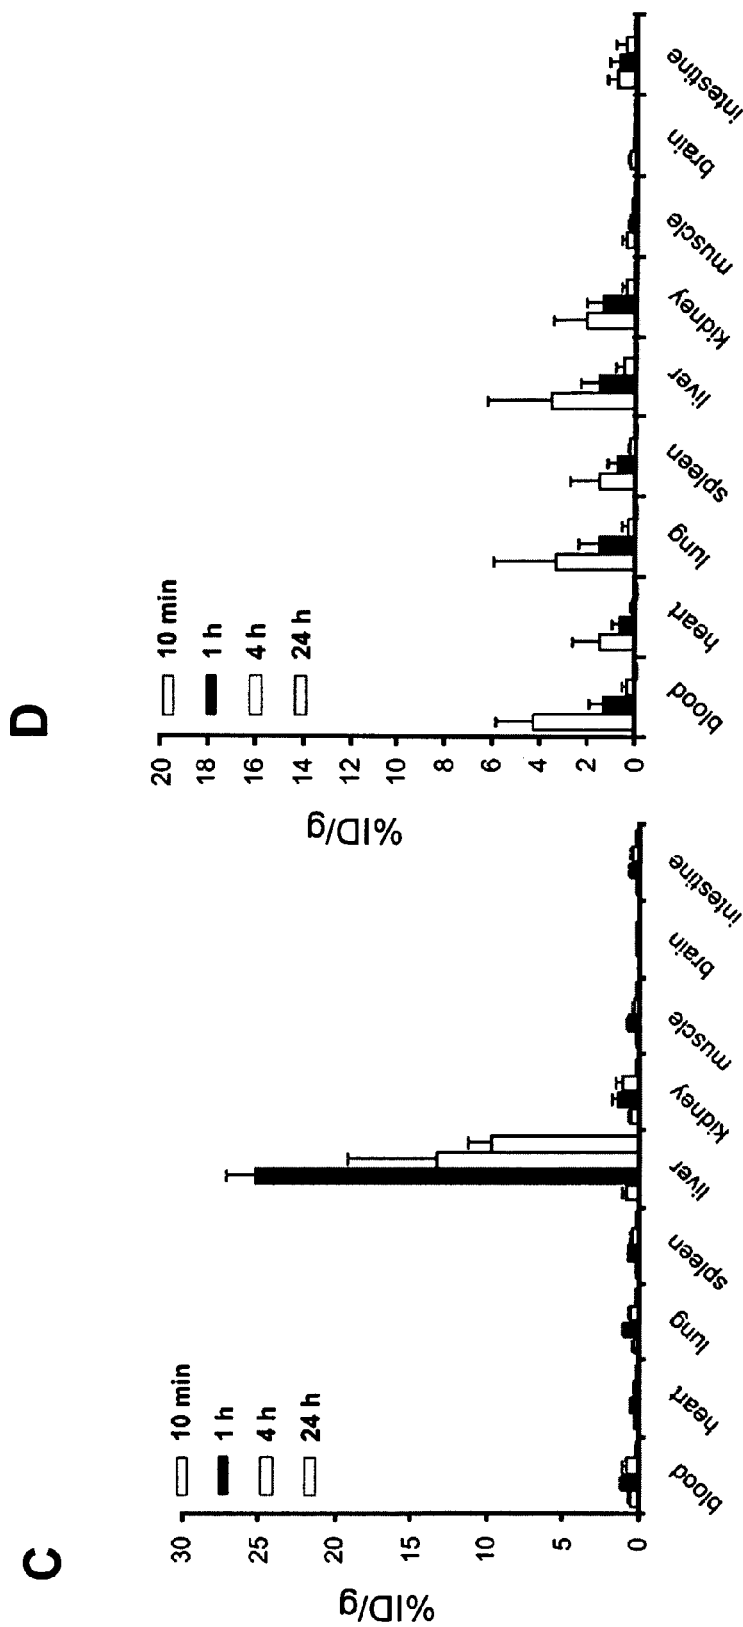 C
%ID/g
30
25
20
15
10
5
0
10 min
1 h
4 h
24 h
blood
heart
lung
spleen
liver
kidney
muscle
brain
intestine
D
%ID/g
20
18
16
14
12
10
8
6
4
2
0
10 min
1 h
4 h
24 h
blood
heart
lung
spleen
liver
kidney
muscle
brain
intestine